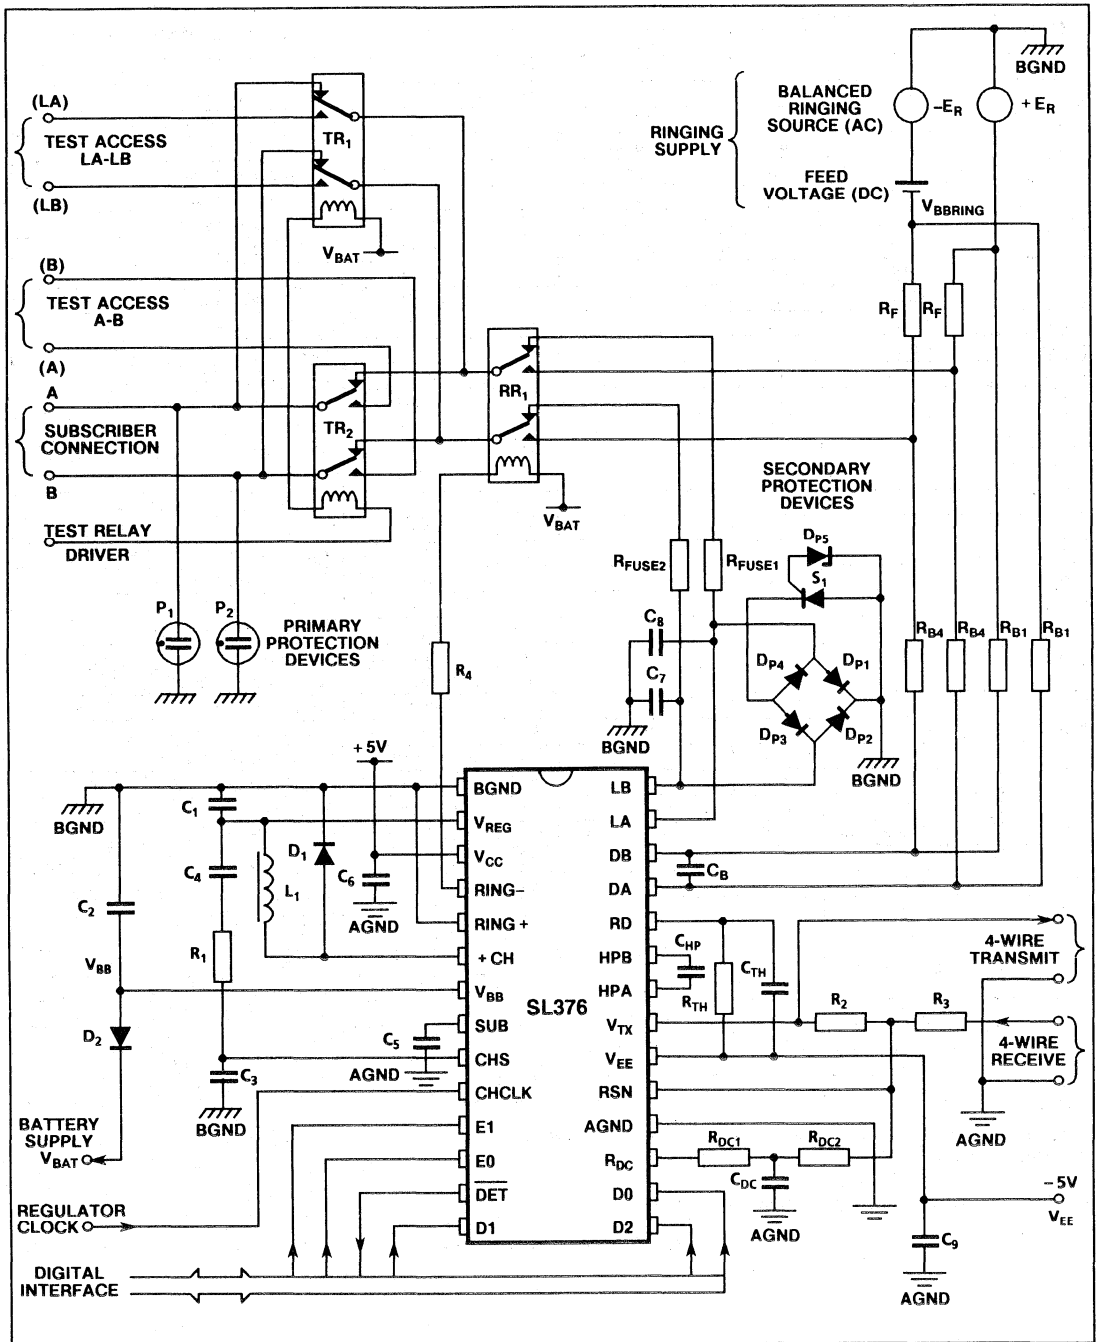 BGND
(LA)
TEST ACCESS
LA-LB
(LB)
TR1
VBAT
RINGING
SUPPLY
BALANCED
RINGING
SOURCE (AC)
-ER
+ER
FEED
VOLTAGE (DC)
VBBRING
(B)
TEST ACCESS
A-B
(A)
RF
RF
A
SUBSCRIBER
CONNECTION
B
TR2
RR1
VBAT
TEST RELAY
DRIVER
SECONDARY
PROTECTION
DEVICES
RFUSE2
RFUSE1
DP5
S1
P1
P2
PRIMARY
PROTECTION
DEVICES
R4
C8
C7
BGND
DP4
DP1
DP3
DP2
BGND
RB4
RB4
RB1
RB1
+5V
BGND
C1
C4
D1
L1
C6
AGND
C2
R1
VBB
D2
C5
AGND
C3
BGND
BATTERY
SUPPLY
VBAT
REGULATOR
CLOCK
DIGITAL
INTERFACE
SL376
BGND
VREG
VCC
RING–
RING +
+CH
VBB
SUB
CHS
CHCLK
E1
E0
DET
D1
LB
LA
DB
DA
RD
HPB
HPA
VTX
VEE
RSN
AGND
RDC
D0
D2
CB
CHP
CTH
RTH
R2
R3
4-WIRE
TRANSMIT
4-WIRE
RECEIVE
AGND
RDC1
RDC2
CDC
AGND
-5V
VEE
C9
AGND